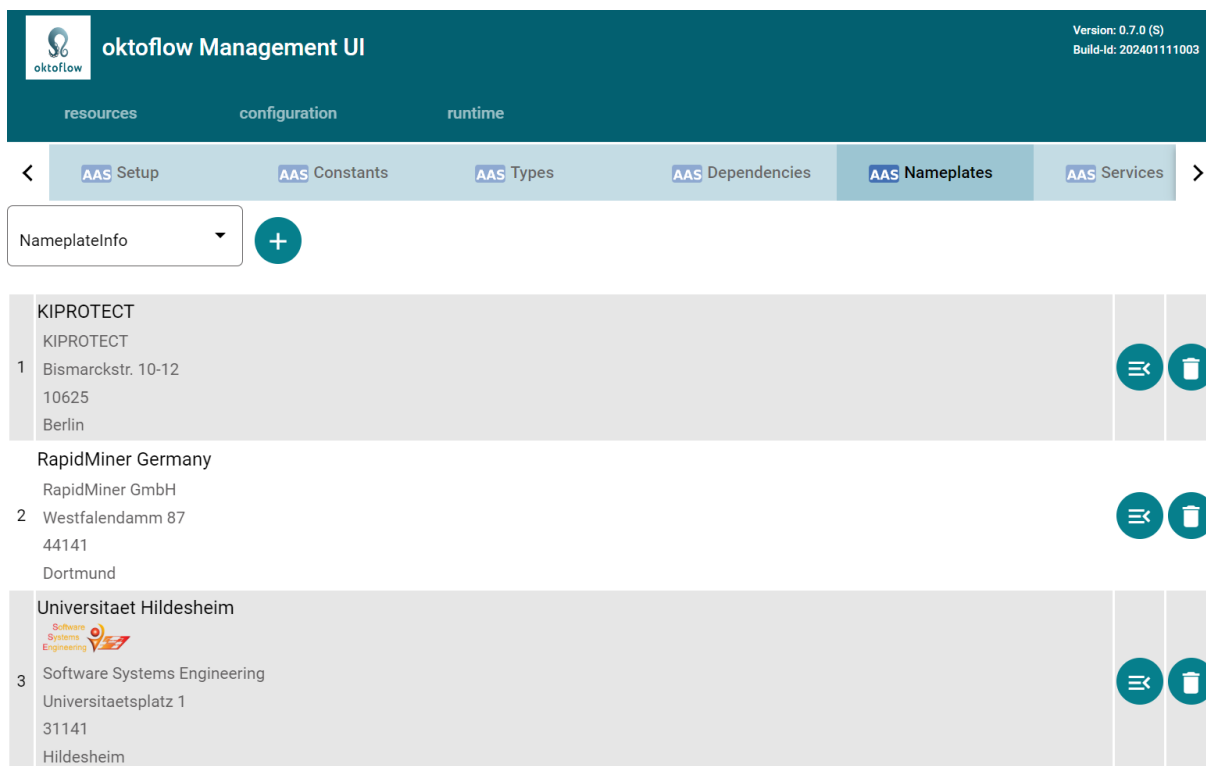 oktoflow
oktoflow Management UI
Version: 0.7.0 (S)
Build-Id: 202401111003
resources configuration runtime
AAS Setup AAS Constants AAS Types AAS Dependencies AAS Nameplates AAS Services
NameplateInfo
KIPROTECT
KIPROTECT
1 Bismarckstr. 10-12
10625
Berlin
RapidMiner Germany
RapidMiner GmbH
2 Westfalendamm 87
44141
Dortmund
Universitaet Hildesheim
Software
Systems
Engineering
3 Software Systems Engineering
Universitaetsplatz 1
31141
Hildesheim